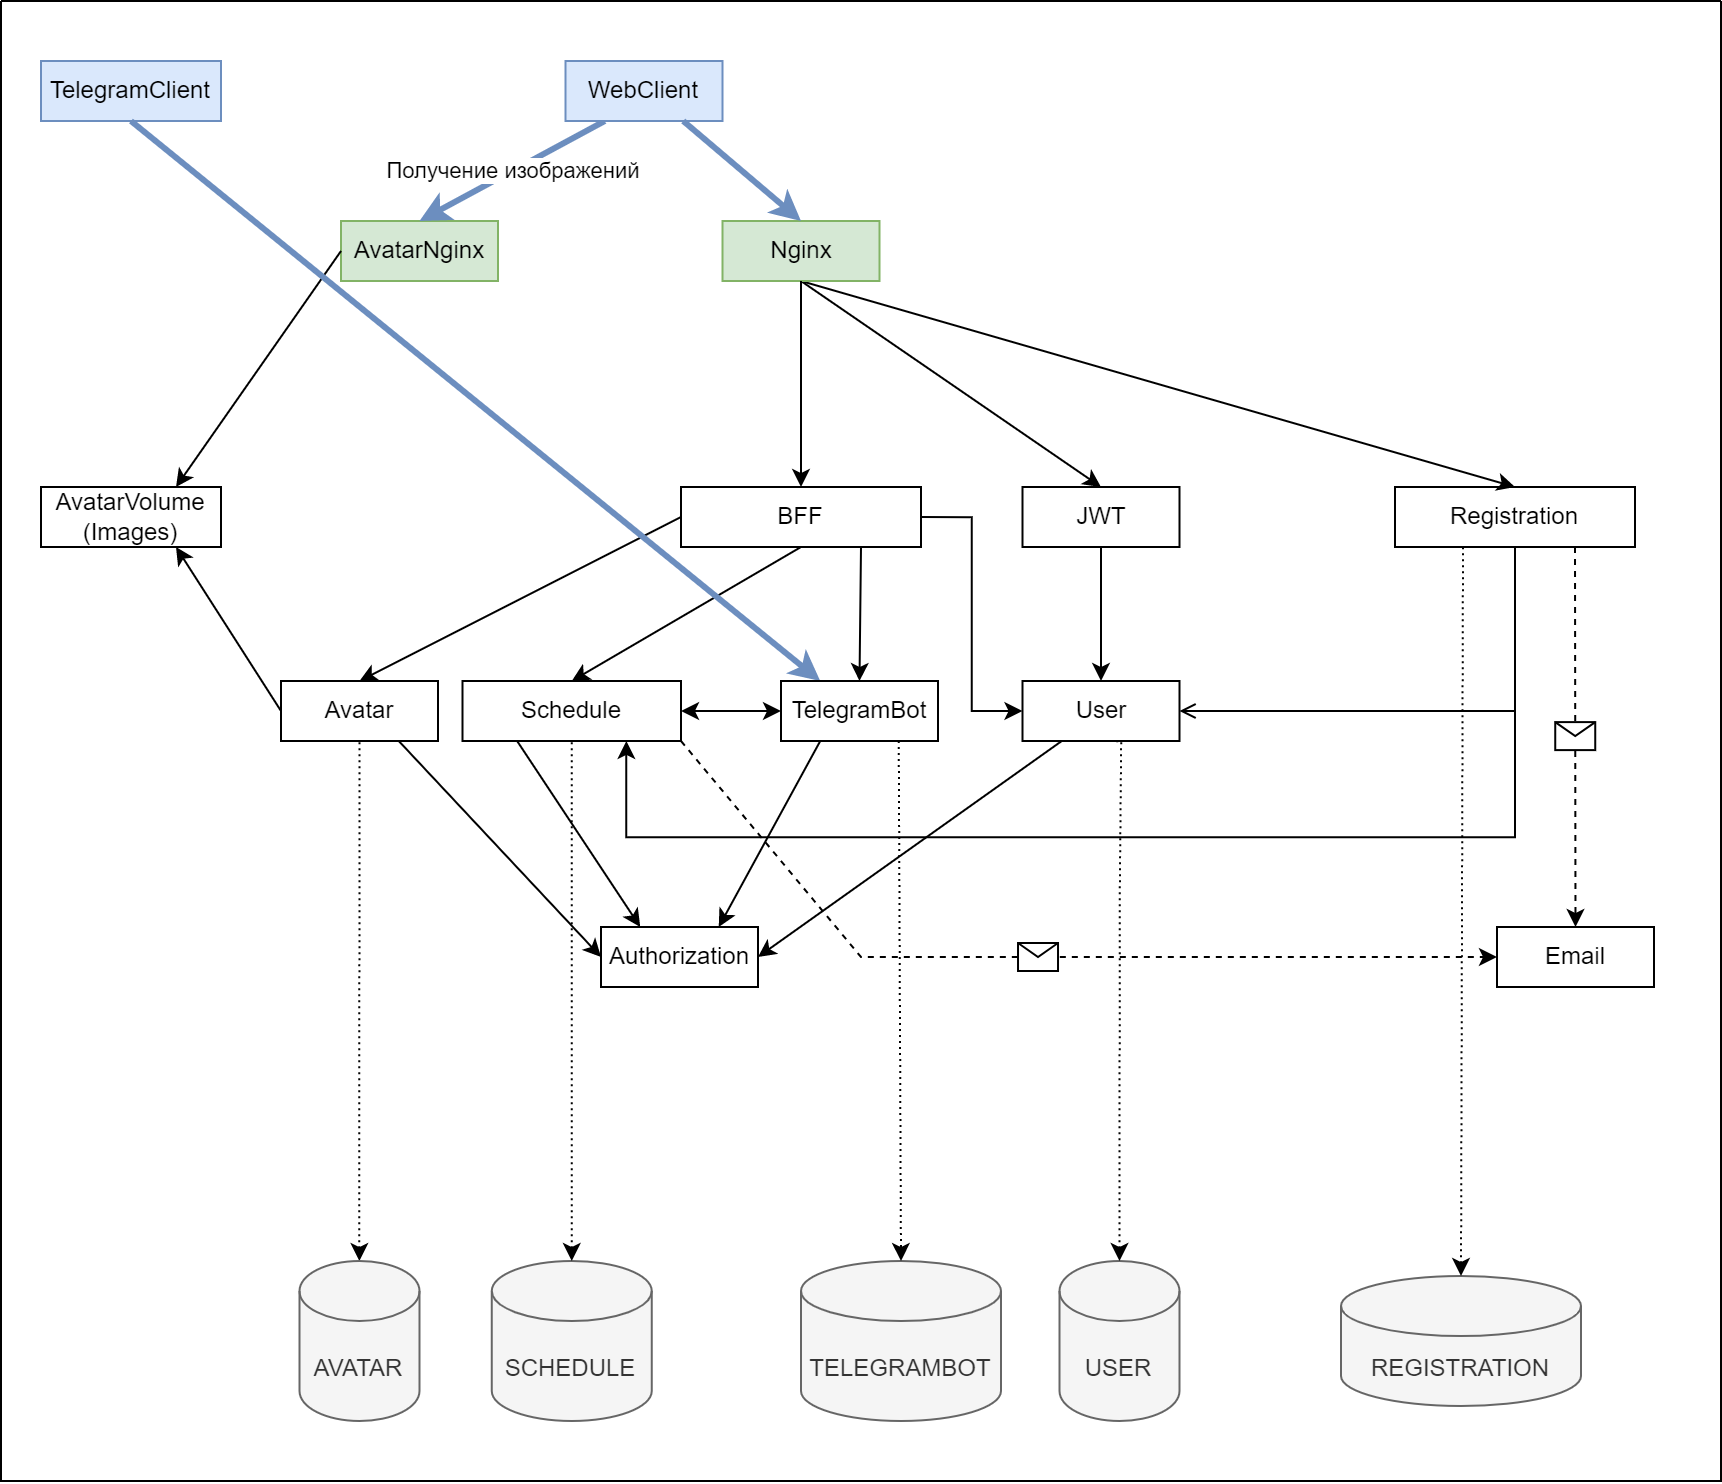 TelegramClient
WebClient
Получение изображений
AvatarNginx
Nginx
AvatarVolume
(Images)
BFF
JWT
Registration
Avatar
Schedule
TelegramBot
User
Authorization
Email
AVATAR
SCHEDULE
TELEGRAMBOT
USER
REGISTRATION